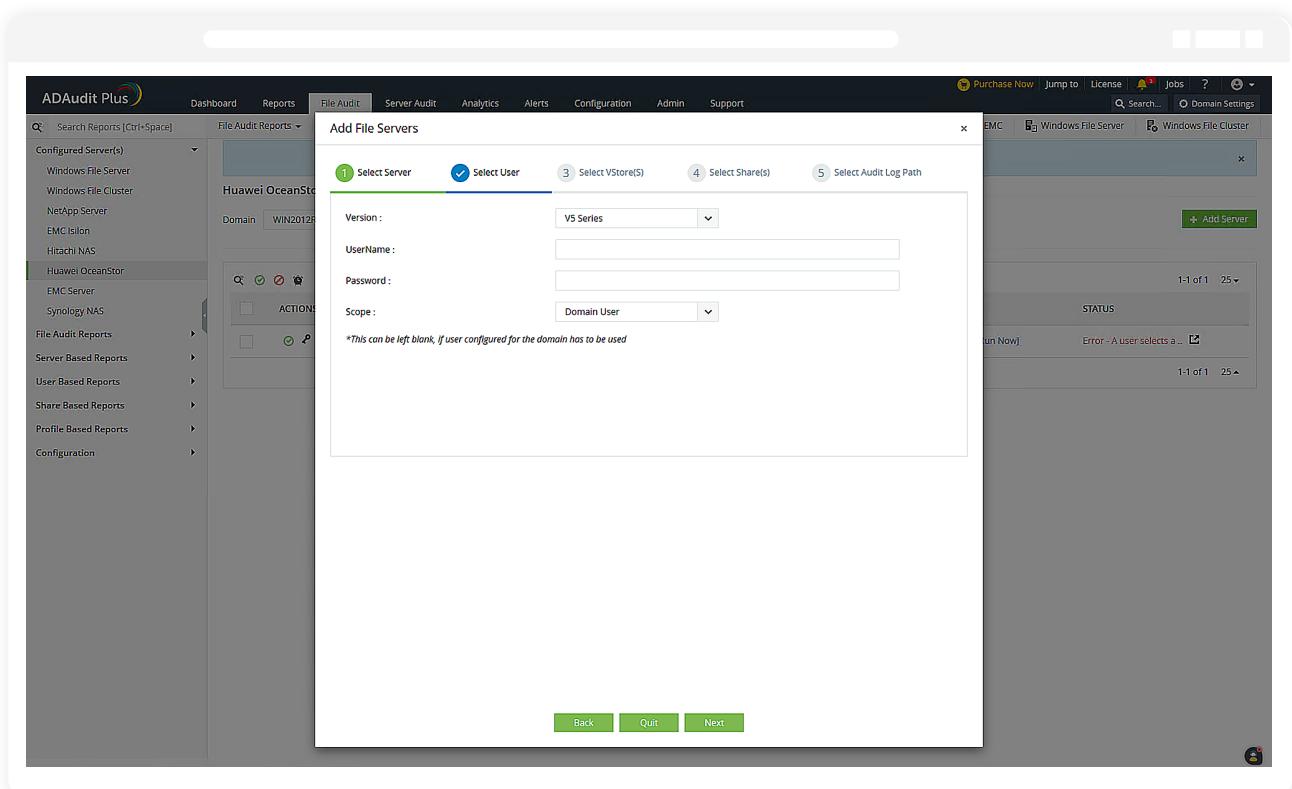 ADAudit Plus
Purchase Now
Jump to
License
3
Jobs
?
Dashboard
Reports
File Audit
Server Audit
Analytics
Alerts
Configuration
Admin
Support
Search...
Domain Settings
Search Reports [Ctrl+Space]
File Audit Reports
EMC
Windows File Server
Windows File Cluster
Configured Server(s)
Windows File Server
Windows File Cluster
NetApp Server
EMC Isilon
Hitachi NAS
Huawei OceanStor
EMC Server
Synology NAS
File Audit Reports
Server Based Reports
User Based Reports
Share Based Reports
Profile Based Reports
Configuration
Huawei OceanSto
Domain
WIN2012R
+ Add Server
1-1 of 1
25
ACTIONS
STATUS
un Now]
Error - A user selects a ...
1-1 of 1
25
Add File Servers
×
1 Select Server
Select User
3 Select VStore(S)
4 Select Share(s)
5 Select Audit Log Path
Version :
V5 Series
UserName :
Password :
Scope :
Domain User
*This can be left blank, if user configured for the domain has to be used
Back
Quit
Next